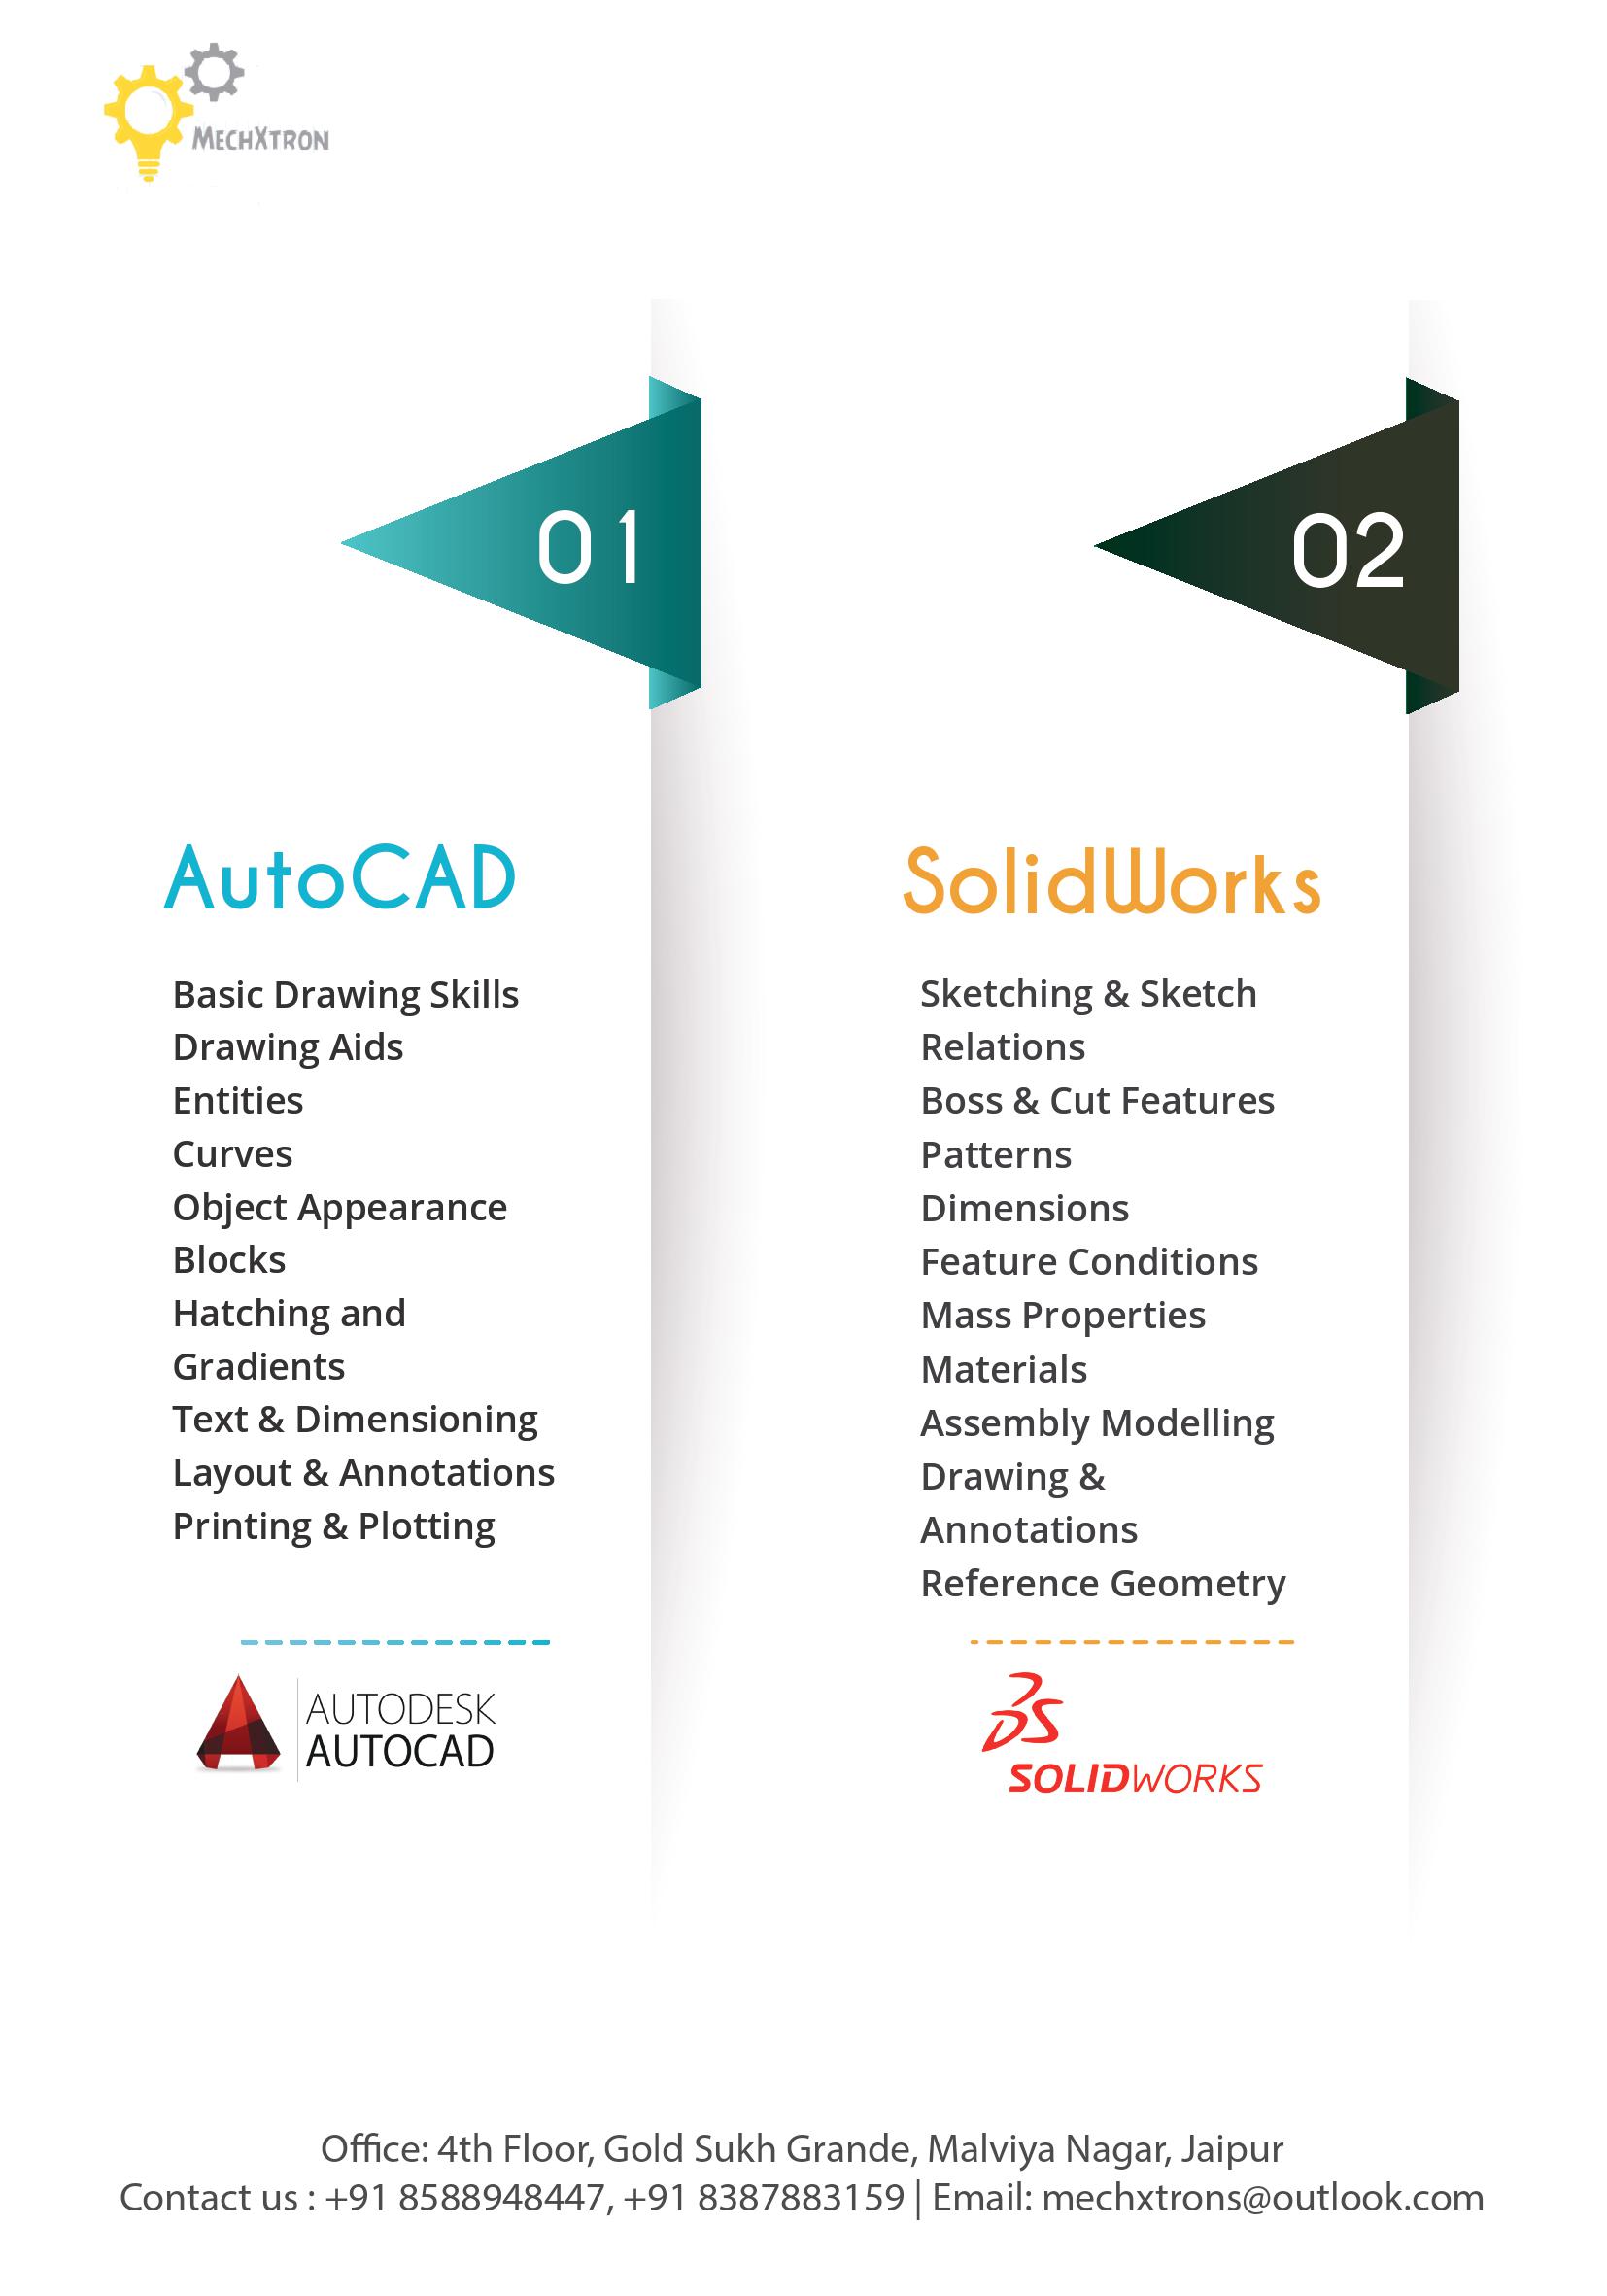 MECHXTRON
01
AutoCAD
Basic Drawing Skills
Drawing Aids
Entities
Curves
Object Appearance
Blocks
Hatching and
Gradients
Text & Dimensioning
Layout & Annotations
Printing & Plotting
AUTODESK
AUTOCAD
02
SolidWorks
Sketching & Sketch
Relations
Boss & Cut Features
Patterns
Dimensions
Feature Conditions
Mass Properties
Materials
Assembly Modelling
Drawing &
Annotations
Reference Geometry
SOLIDWORKS
Office: 4th Floor, Gold Sukh Grande, Malviya Nagar, Jaipur
Contact us : +91 8588948447, +91 8387883159 | Email: mechxtrons@outlook.com